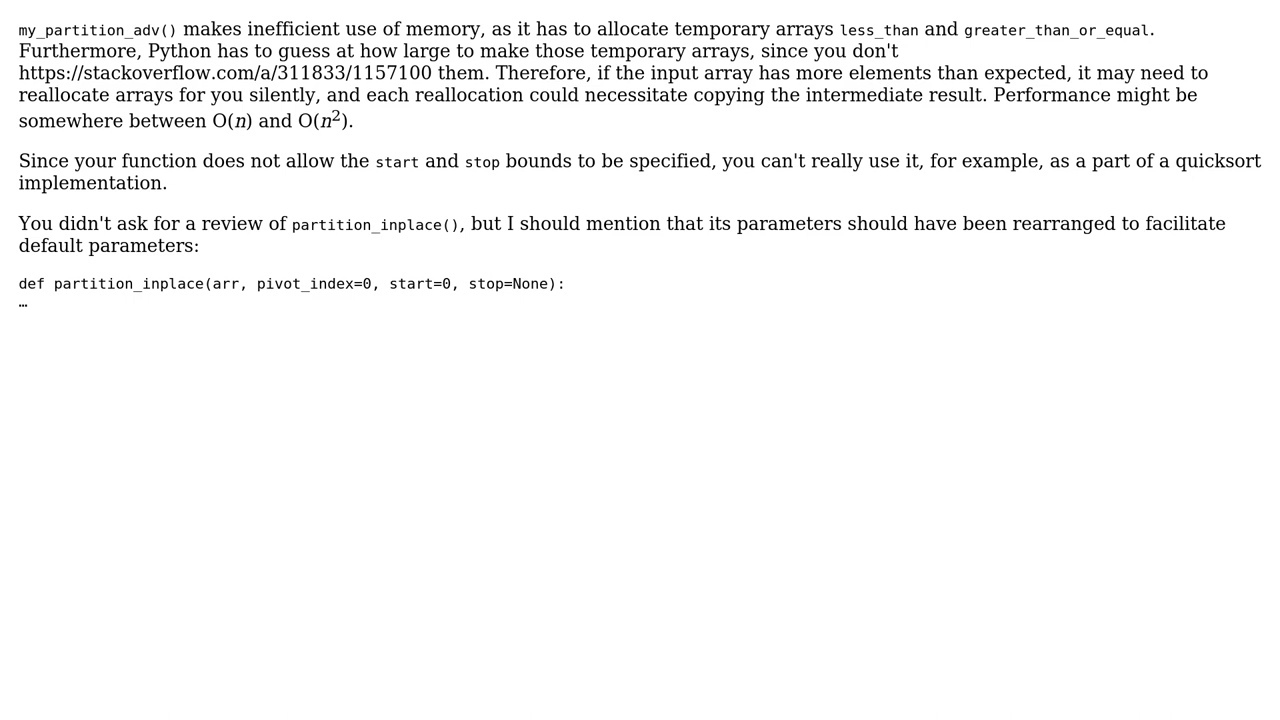 my_partition_adv() makes inefficient use of memory, as it has to allocate temporary arrays less_than and greater_than_or_equal.
Furthermore, Python has to guess at how large to make those temporary arrays, since you don't
https://stackoverflow.com/a/311833/1157100 them. Therefore, if the input array has more elements than expected, it may need to
reallocate arrays for you silently, and each reallocation could necessitate copying the intermediate result. Performance might be
somewhere between O(n) and O(n²).
Since your function does not allow the start and stop bounds to be specified, you can't really use it, for example, as a part of a quicksort
implementation.
You didn't ask for a review of partition_inplace(), but I should mention that its parameters should have been rearranged to facilitate
default parameters:
def partition_inplace(arr, pivot_index=0, start=0, stop=None):
…